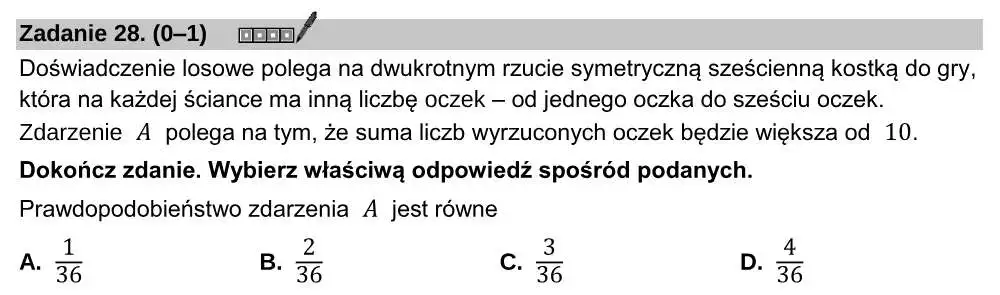 Zadanie 28. (0–1)
Doświadczenie losowe polega na dwukrotnym rzucie symetryczną sześcienną kostką do gry,
która na każdej ściance ma inną liczbę oczek – od jednego oczka do sześciu oczek.
Zdarzenie A polega na tym, że suma liczb wyrzuconych oczek będzie większa od 10.
Dokończ zdanie. Wybierz właściwą odpowiedź spośród podanych.
Prawdopodobieństwo zdarzenia A jest równe
A. 1/36 B. 2/36 C. 3/36 D. 4/36